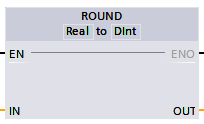 ROUND
Real to DInt
EN ENO
IN OUT